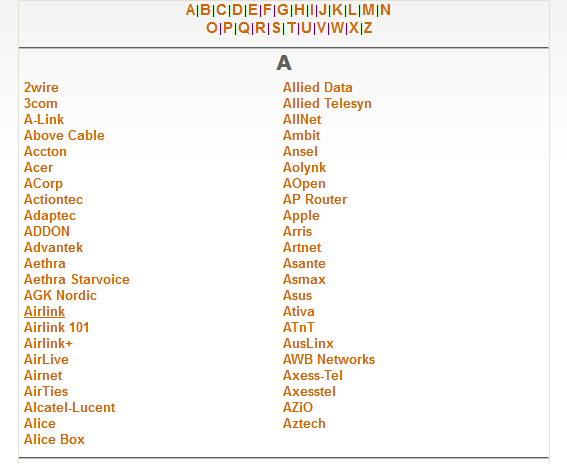 A|B|C|D|E|F|G|H|I|J|K|L|M|N
O|P|Q|R|S|T|U|V|W|X|Z
A
2wire
3com
A-Link
Above Cable
Accton
Acer
ACorp
Actiontec
Adaptec
ADDON
Advantek
Aethra
Aethra Starvoice
AGK Nordic
Airlink
Airlink 101
Airlink+
AirLive
Airnet
AirTies
Alcatel-Lucent
Alice
Alice Box
Allied Data
Allied Telesyn
AllNet
Ambit
Ansel
Aolynk
AOpen
AP Router
Apple
Arris
Artnet
Asante
Asmax
Asus
Ativa
ATnT
AusLinx
AWB Networks
Axess-Tel
Axesstel
AZiO
Aztech